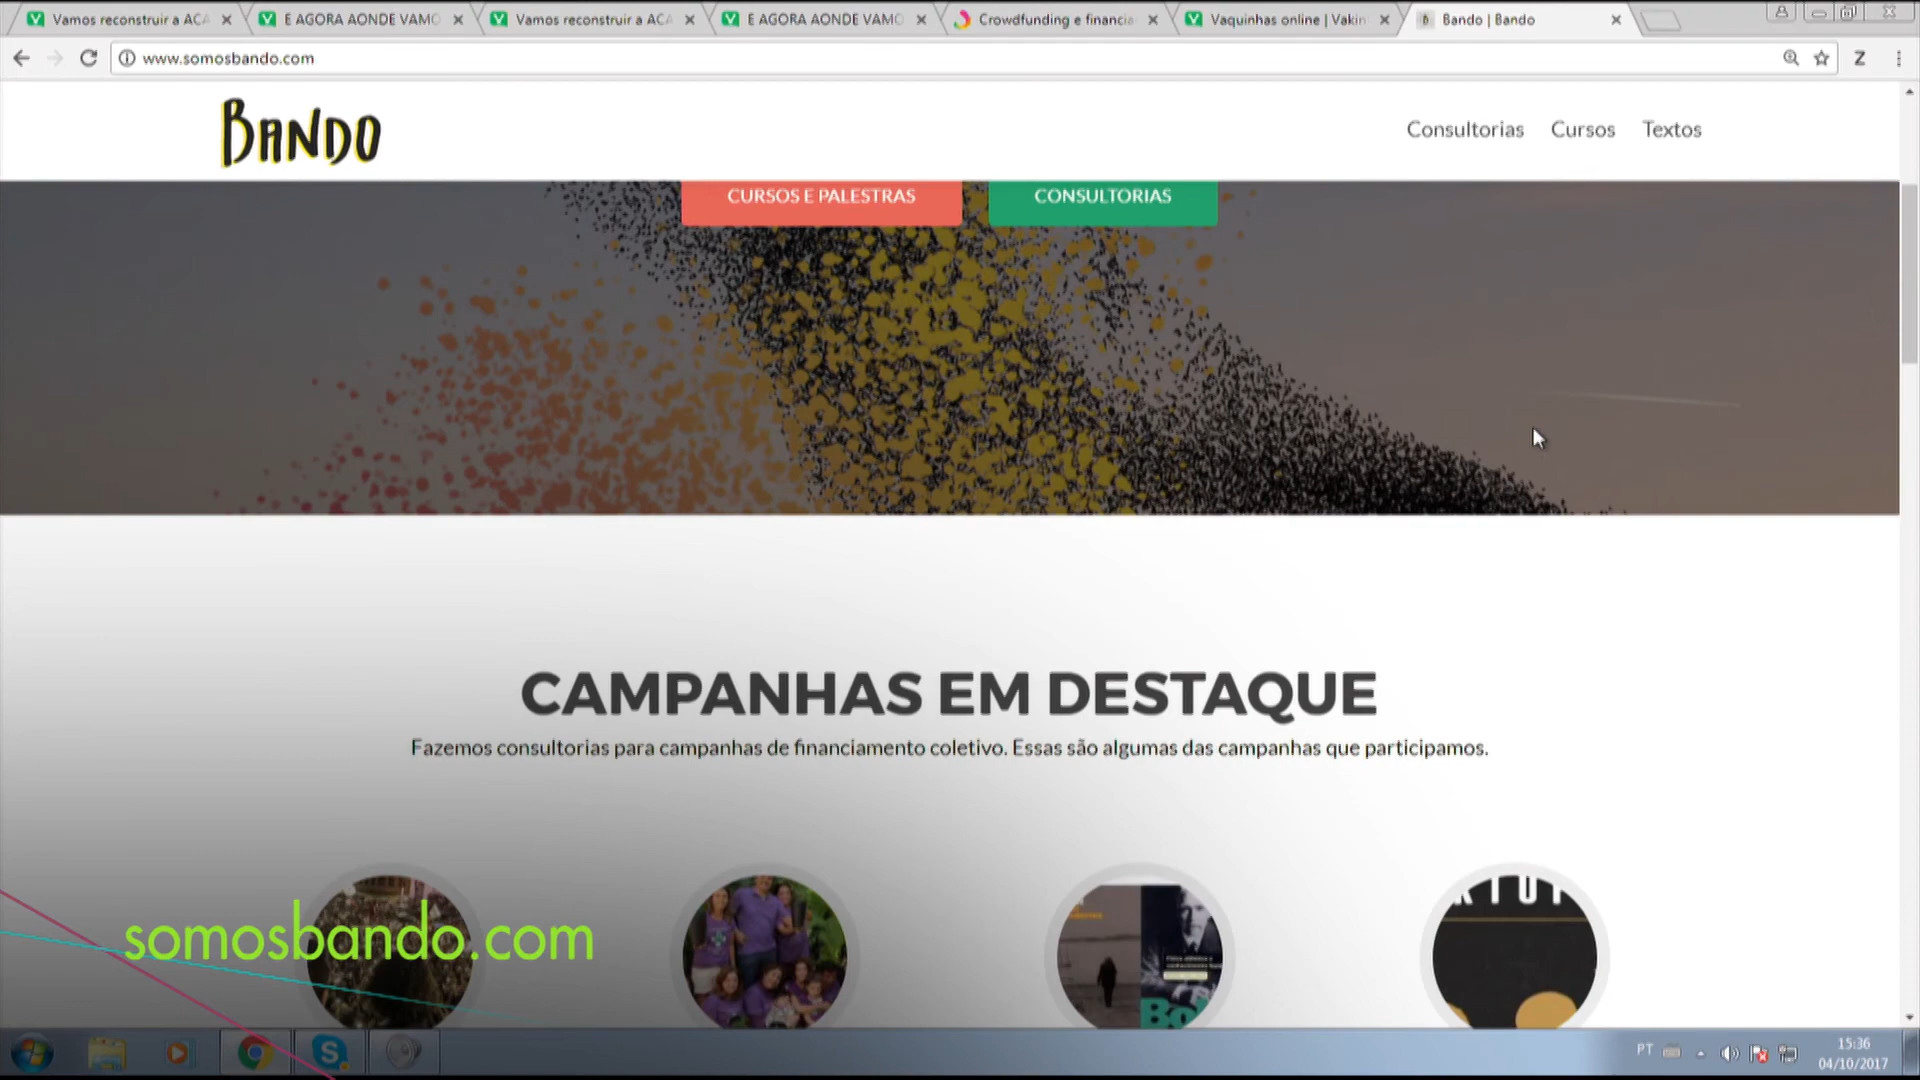 Vamos reconstruir a ACA
E AGORA AONDE VAMO
Vamos reconstruir a ACA
E AGORA AONDE VAMO
Crowdfunding e financia
Vaquinhas online | Vakin
Bando | Bando
www.somosbando.com
Z
BANDO
Consultorias
Cursos
Textos
CURSOS E PALESTRAS
CONSULTORIAS
CAMPANHAS EM DESTAQUE
Fazemos consultorias para campanhas de financiamento coletivo. Essas são algumas das campanhas que participamos.
somosbando.com
PT
15:36
04/10/2017